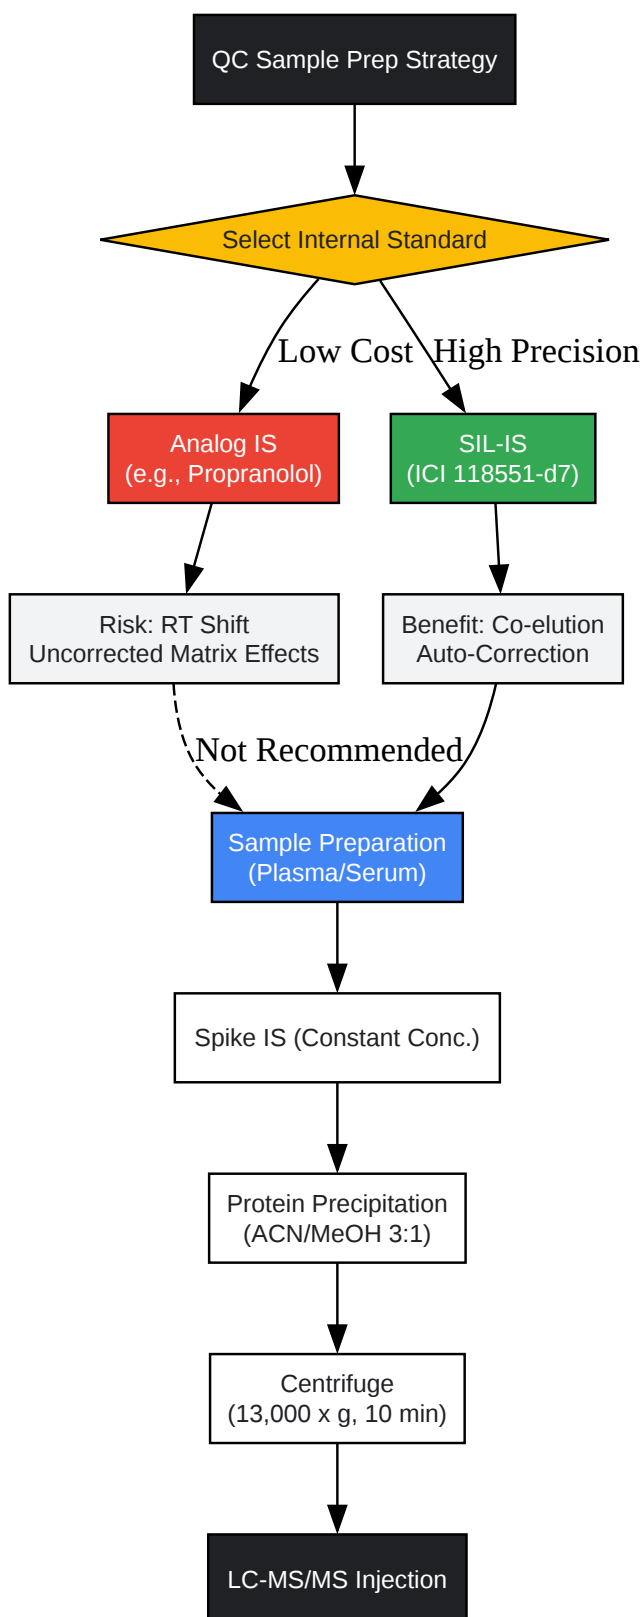 QC Sample Prep Strategy
Select Internal Standard
Low Cost
High Precision
Analog IS
(e.g., Propranolol)
SIL-IS
(ICI 118551-d7)
Risk: RT Shift
Uncorrected Matrix Effects
Benefit: Co-elution
Auto-Correction
Not Recommended
Sample Preparation
(Plasma/Serum)
Spike IS (Constant Conc.)
Protein Precipitation
(ACN/MeOH 3:1)
Centrifuge
(13,000 x g, 10 min)
LC-MS/MS Injection